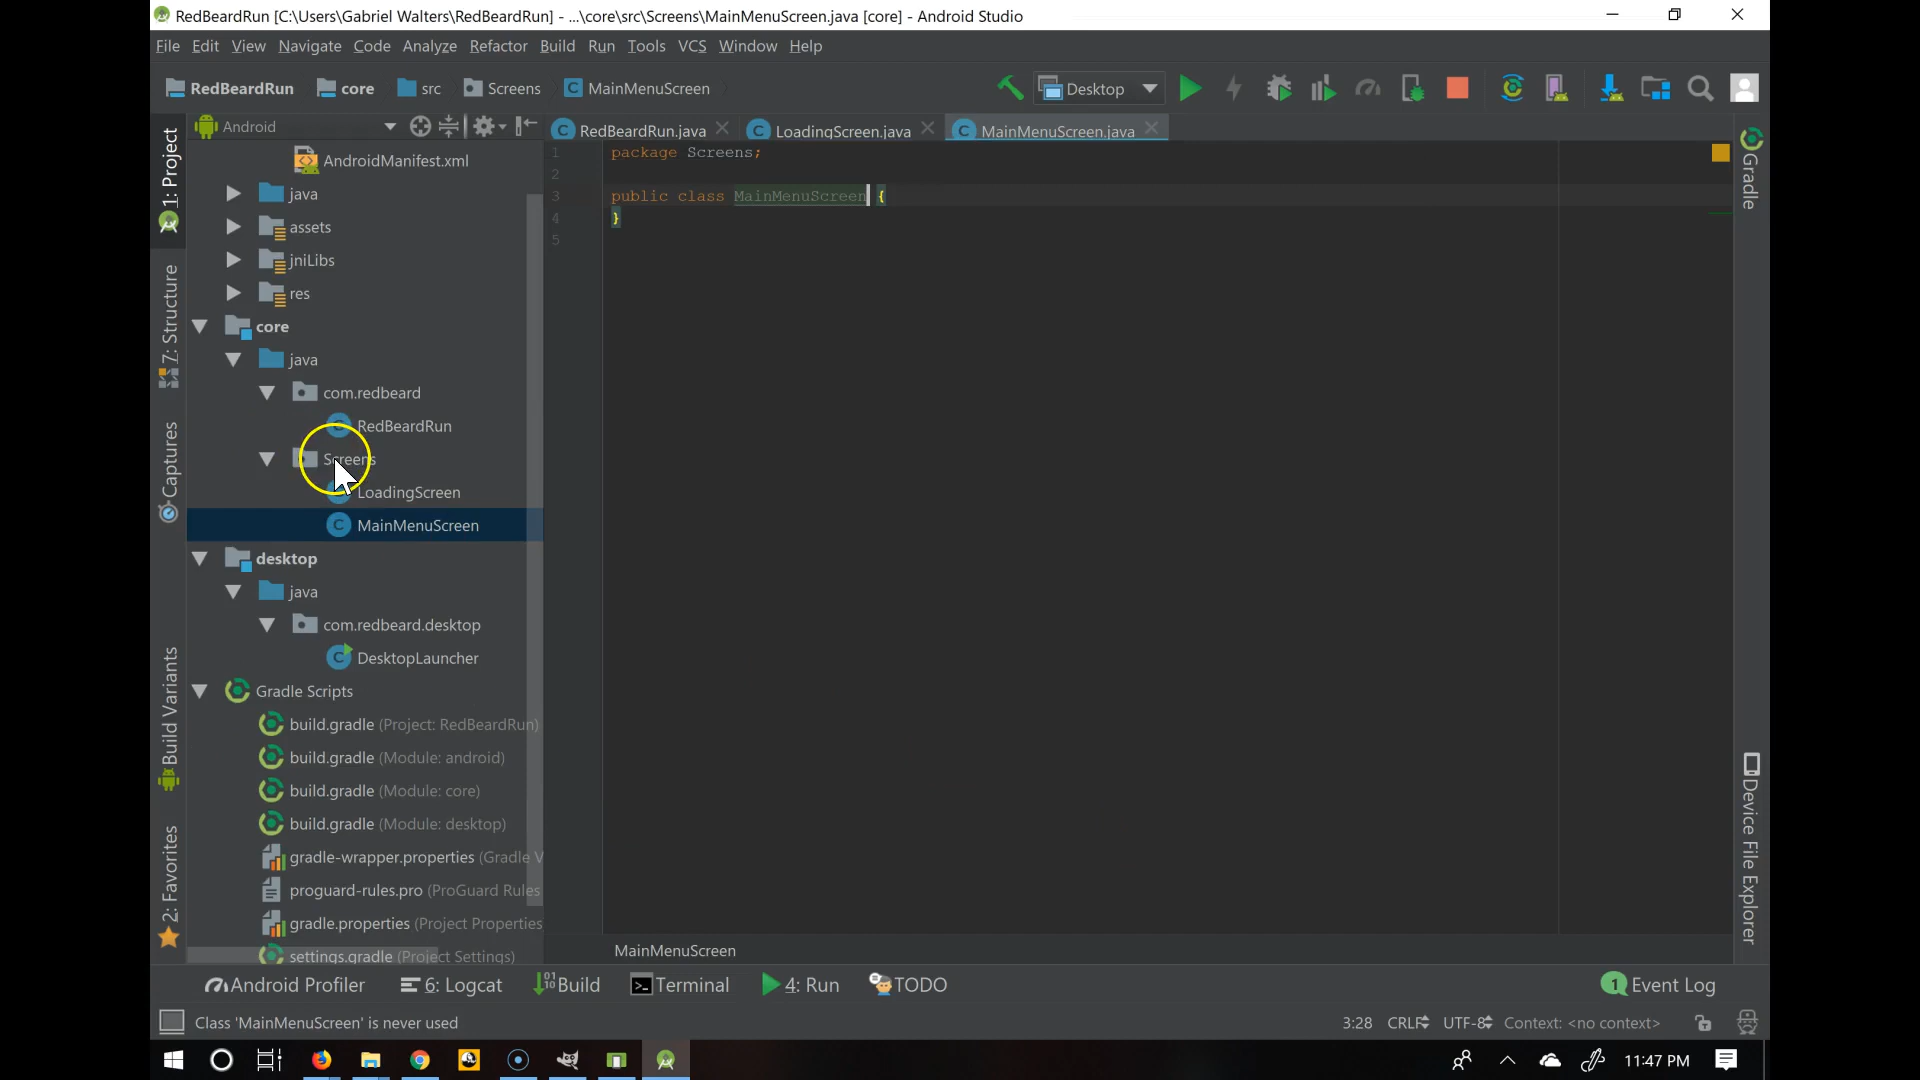 RedBeardRun [C:\Users\Gabriel Walters\RedBeardRun] - ...\core\src\Screens\MainMenuScreen.java [core] - Android Studio
File Edit View Navigate Code Analyze Refactor Build Run Tools VCS Window Help
RedBeardRun core src Screens MainMenuScreen
Desktop
1: Project
7: Structure
Captures
Build Variants
2: Favorites
Android
AndroidManifest.xml
java
assets
jniLibs
res
core
java
com.redbeard
RedBeardRun
Screens
LoadingScreen
MainMenuScreen
desktop
java
com.redbeard.desktop
DesktopLauncher
Gradle Scripts
build.gradle (Project: RedBeardRun)
build.gradle (Module: android)
build.gradle (Module: core)
build.gradle (Module: desktop)
gradle-wrapper.properties (Gradle V
proguard-rules.pro (ProGuard Rules
gradle.properties (Project Properties
settings.gradle (Project Settings)
RedBeardRun.java LoadingScreen.java MainMenuScreen.java
1 package Screens;
2
3 public class MainMenuScreen {
4 }
5
MainMenuScreen
Gradle
Device File Explorer
Android Profiler 6: Logcat Build Terminal 4: Run TODO 1 Event Log
Class 'MainMenuScreen' is never used 3:28 CRLF UTF-8 Context: <no context>
11:47 PM